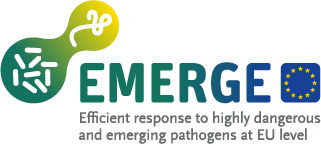 EMERGE
Efficient response to highly dangerous
and emerging pathogens at EU level